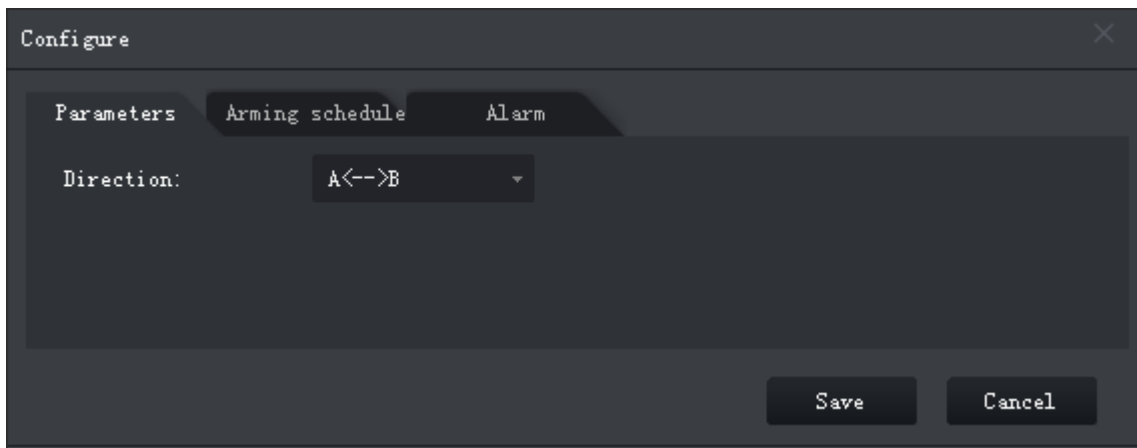 Configure
Parameters Arming schedule Alarm
Direction: A<-->B
Save Cancel